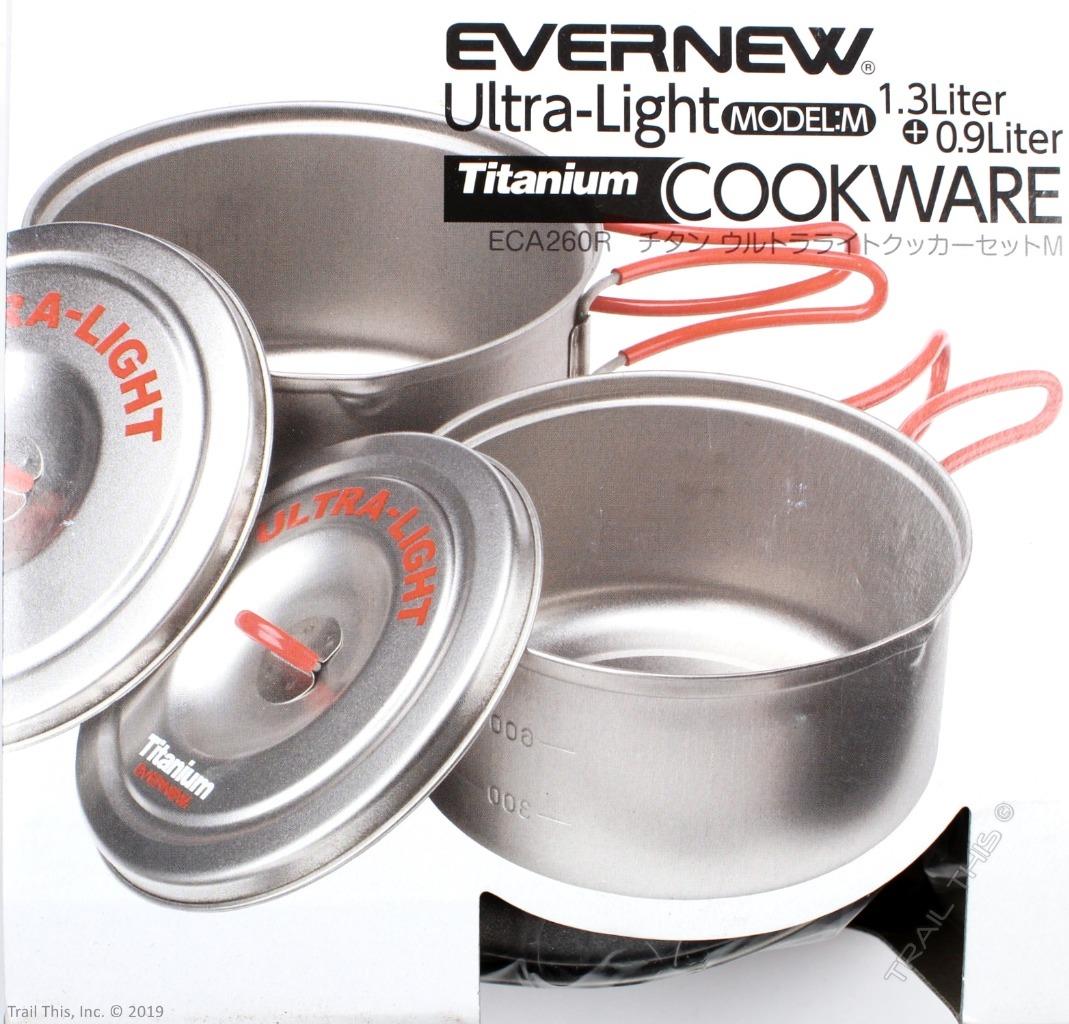 EVERNEW®
Ultra-Light MODEL:M 1.3Liter
+ 0.9Liter
Titanium COOKWARE
ECA260R チタン ウルトラライトクッカーセットM
RA-LIGHT
ULTRA-LIGHT
Titanium
EVERNEW
600
300
TRAIL THIS ©
Trail This, Inc. © 2019